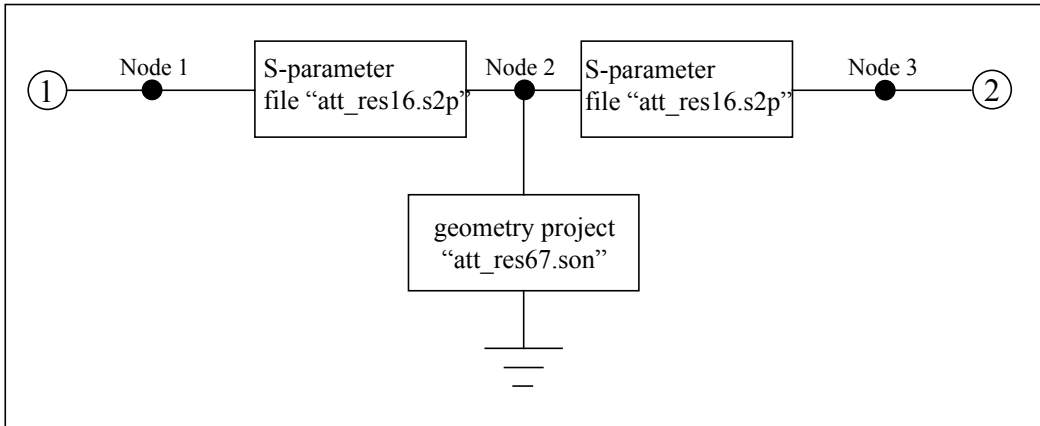 Node 1
Node 2
Node 3
1
S-parameter
file “att_res16.s2p”
S-parameter
file “att_res16.s2p”
2
geometry project
“att_res67.son”